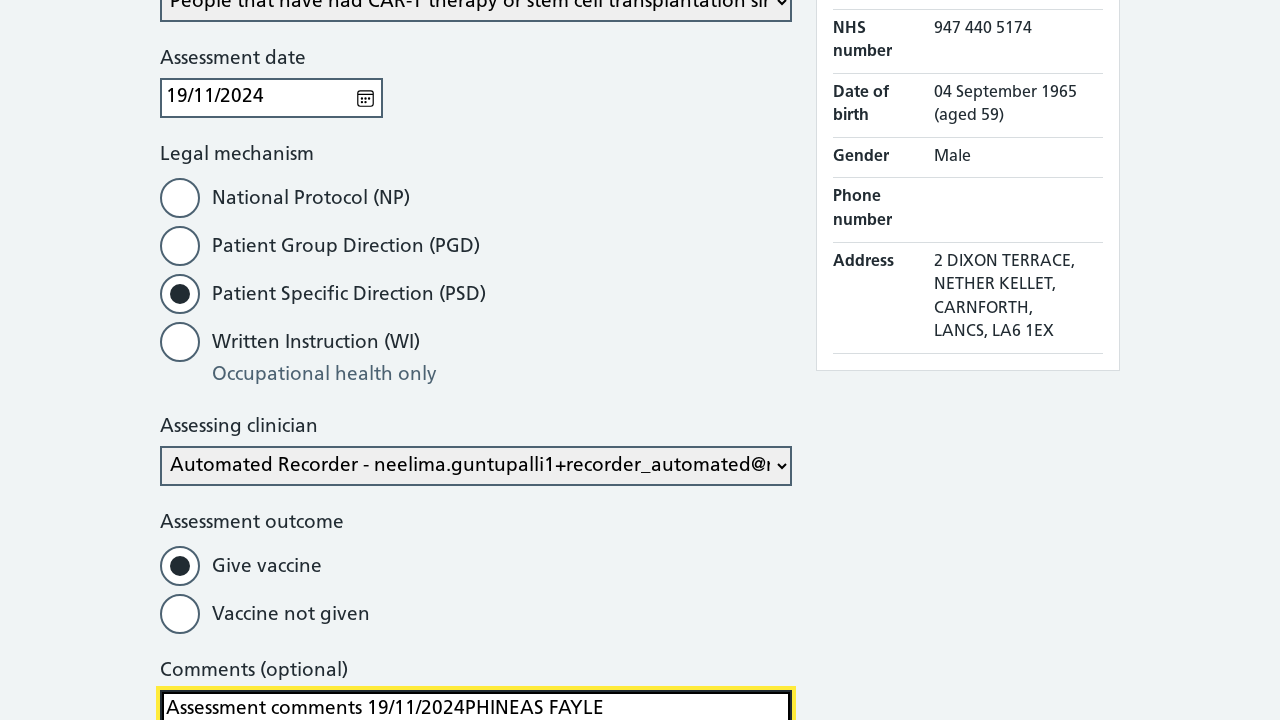 People that have had CAR-T therapy or stem cell transplantation sir
Assessment date
19/11/2024
Legal mechanism
National Protocol (NP)
Patient Group Direction (PGD)
Patient Specific Direction (PSD)
Written Instruction (WI)
Occupational health only
Assessing clinician
Automated Recorder - neelima.guntupalli1+recorder_automated@r
Assessment outcome
Give vaccine
Vaccine not given
Comments (optional)
Assessment comments 19/11/2024PHINEAS FAYLE
NHS number
947 440 5174
Date of birth
04 September 1965
(aged 59)
Gender
Male
Phone number
Address
2 DIXON TERRACE,
NETHER KELLET,
CARNFORTH,
LANCS, LA6 1EX